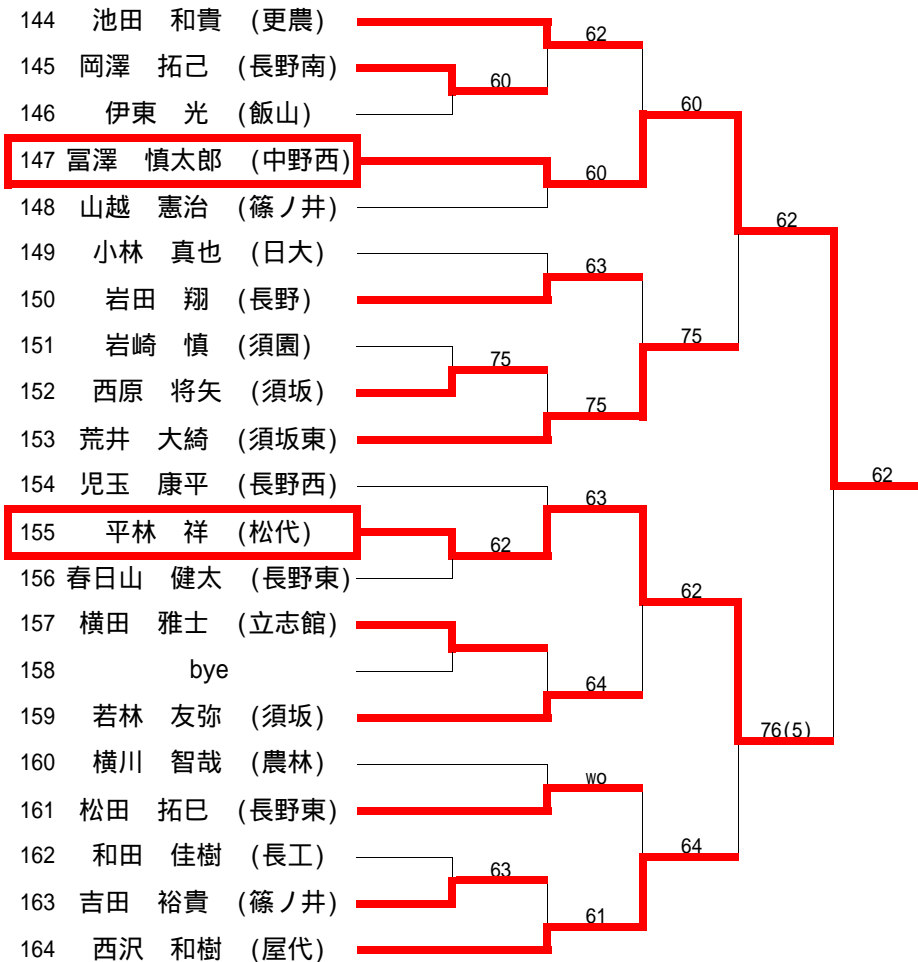 144 池田 和貴 (更農)
62
145 岡澤 拓己 (長野南)
60
146 伊東 光 (飯山)
60
147 冨澤 慎太郎 (中野西)
60
148 山越 憲治 (篠ノ井)
62
149 小林 真也 (日大)
63
150 岩田 翔 (長野)
75
151 岩崎 慎 (須園)
75
152 西原 将矢 (須坂)
75
153 荒井 大綺 (須坂東)
62
154 児玉 康平 (長野西)
63
155 平林 祥 (松代)
62
156 春日山 健太 (長野東)
62
157 横田 雅士 (立志館)
158 bye
64
159 若林 友弥 (須坂)
76(5)
160 横川 智哉 (農林)
wo
161 松田 拓巳 (長野東)
64
162 和田 佳樹 (長工)
63
163 吉田 裕貴 (篠ノ井)
61
164 西沢 和樹 (屋代)